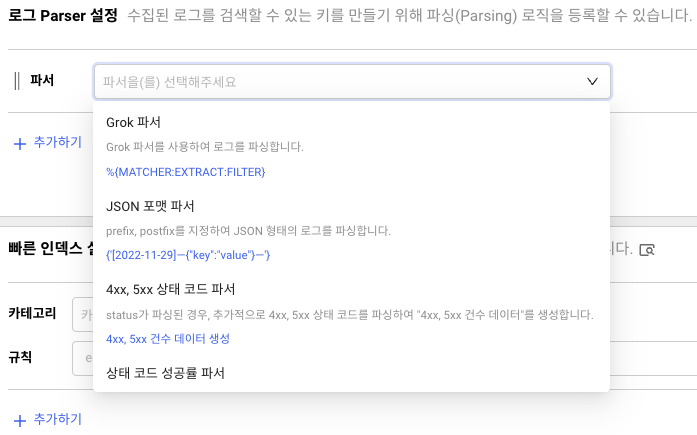 로그 Parser 설정 수집된 로그를 검색할 수 있는 키를 만들기 위해 파싱(Parsing) 로직을 등록할 수 있습니다.
파서
파서을(를) 선택해주세요
추가하기
Grok 파서
Grok 파서를 사용하여 로그를 파싱합니다.
%{MATCHER:EXTRACT:FILTER}
JSON 포맷 파서
prefix, postfix를 지정하여 JSON 형태의 로그를 파싱합니다.
{'[2022-11-29]—{"key":"value"}—'}
4xx, 5xx 상태 코드 파서
status가 파싱된 경우, 추가적으로 4xx, 5xx 상태 코드를 파싱하여 "4xx, 5xx 건수 데이터"를 생성합니다.
4xx, 5xx 건수 데이터 생성
상태 코드 성공률 파서
빠른 인덱스
니다.
카테고리
규칙
추가하기